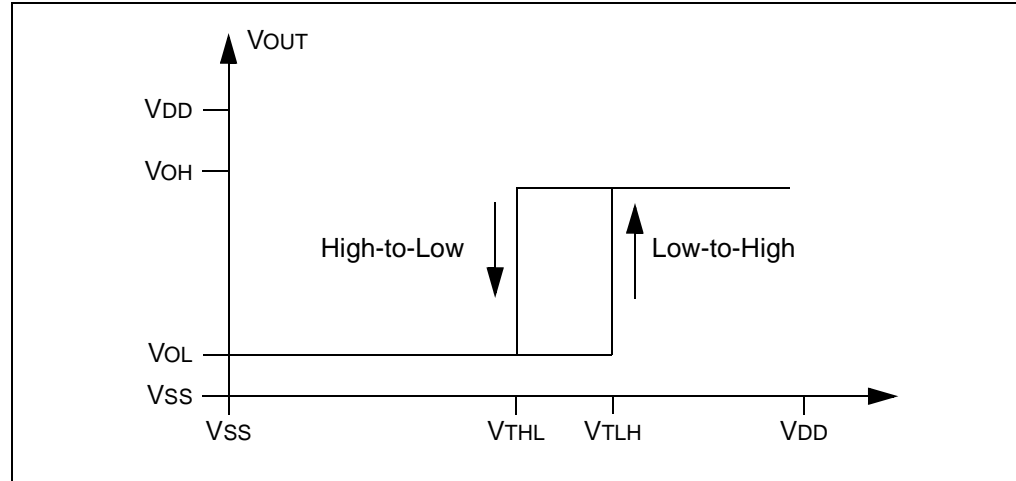 VOUT
VDD
VOH
High-to-Low
Low-to-High
VOL
VSS
VSS
VTHL
VTLH
VDD